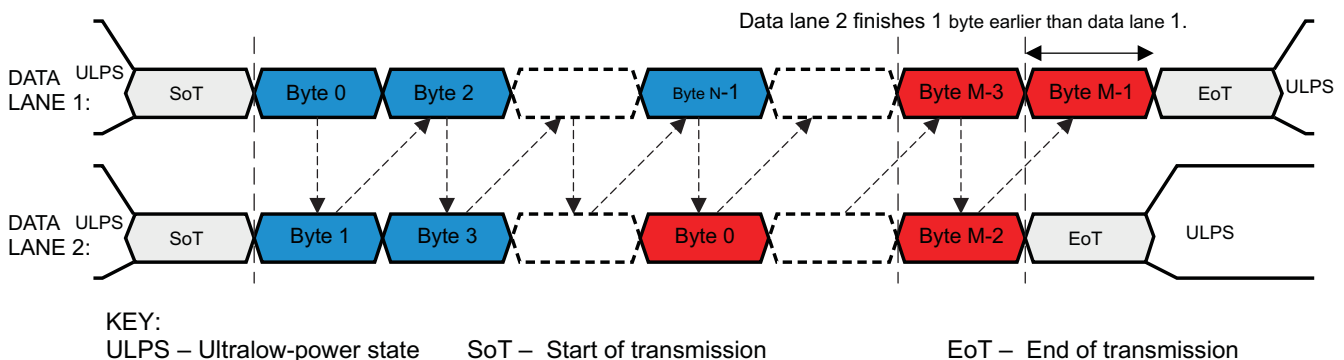 Data lane 2 finishes 1 byte earlier than data lane 1.
DATA LANE 1:
ULPS
SoT
Byte 0
Byte 2
Byte N-1
Byte M-3
Byte M-1
EoT
ULPS
DATA LANE 2:
ULPS
SoT
Byte 1
Byte 3
Byte 0
Byte M-2
EoT
ULPS
KEY:
ULPS – Ultralow-power state
SoT – Start of transmission
EoT – End of transmission